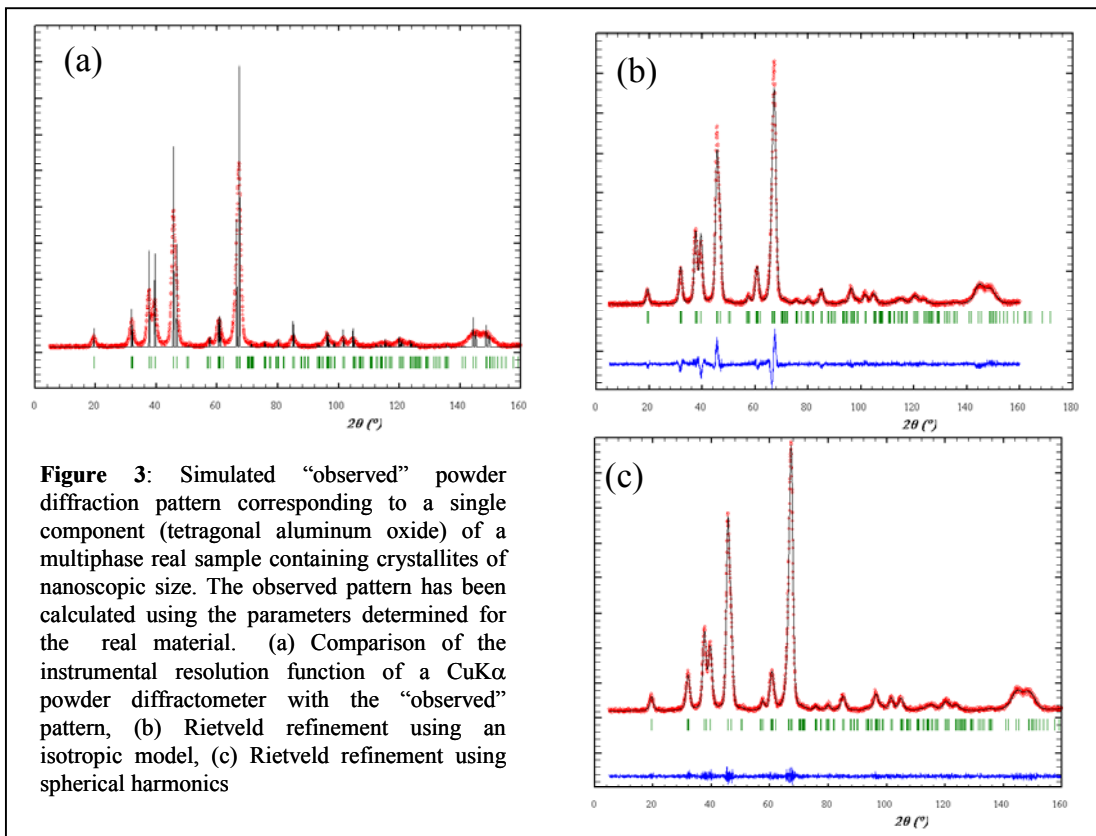 (a)
0 20 40 60 80 100 120 140 160
2θ (°)
(b)
0 20 40 60 80 100 120 140 160 180
2θ (°)
(c)
0 20 40 60 80 100 120 140 160
2θ (°)
Figure 3: Simulated “observed” powder
diffraction pattern corresponding to a single
component (tetragonal aluminum oxide) of a
multiphase real sample containing crystallites of
nanoscopic size. The observed pattern has been
calculated using the parameters determined for
the real material. (a) Comparison of the
instrumental resolution function of a CuKα
powder diffractometer with the “observed”
pattern, (b) Rietveld refinement using an
isotropic model, (c) Rietveld refinement using
spherical harmonics